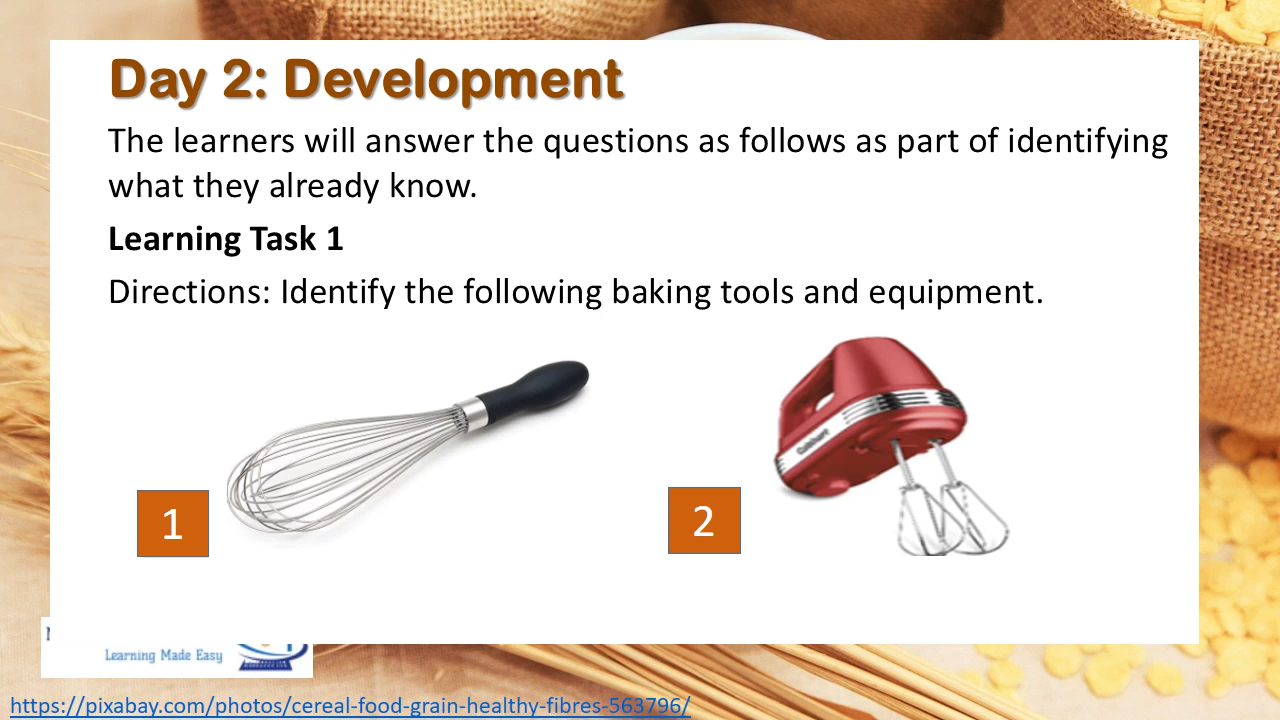 Day 2: Development
The learners will answer the questions as follows as part of identifying
what they already know.
Learning Task 1
Directions: Identify the following baking tools and equipment.
1
2
Learning Made Easy
https://pixabay.com/photos/cereal-food-grain-healthy-fibres-563796/